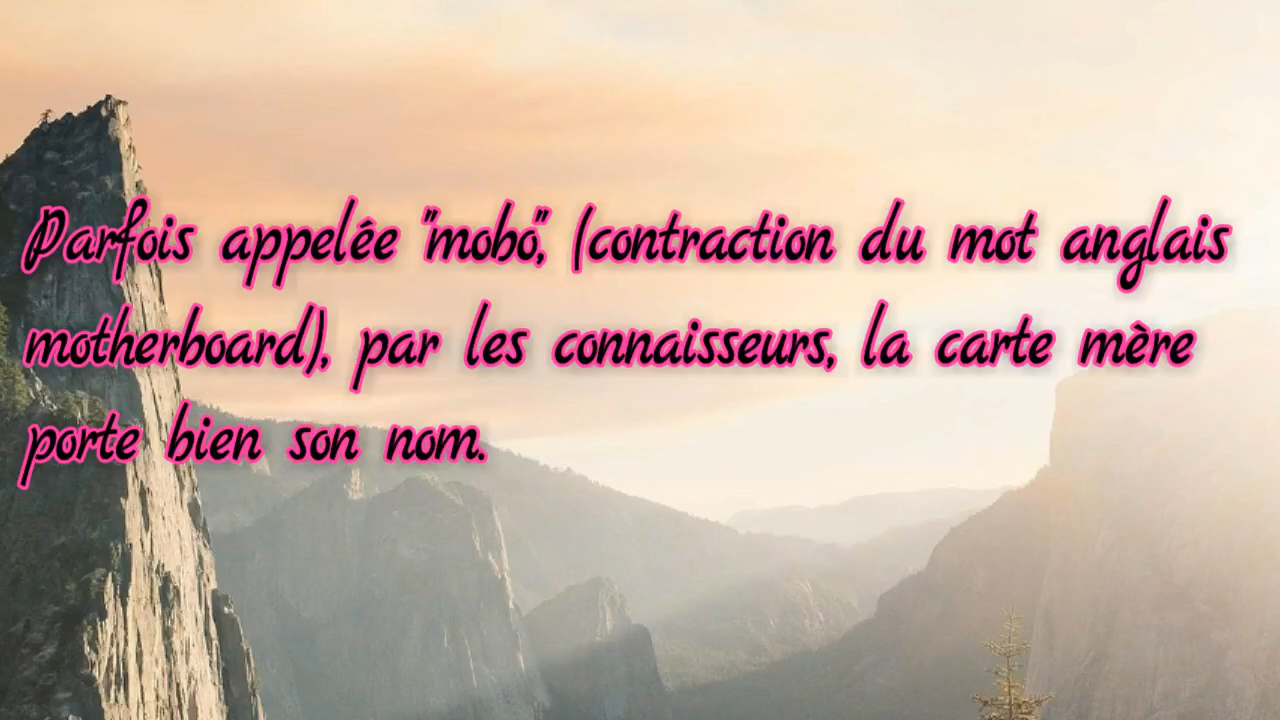 Parfois appelée "mobo", (contraction du mot anglais
motherboard), par les connaisseurs, la carte mère
porte bien son nom.